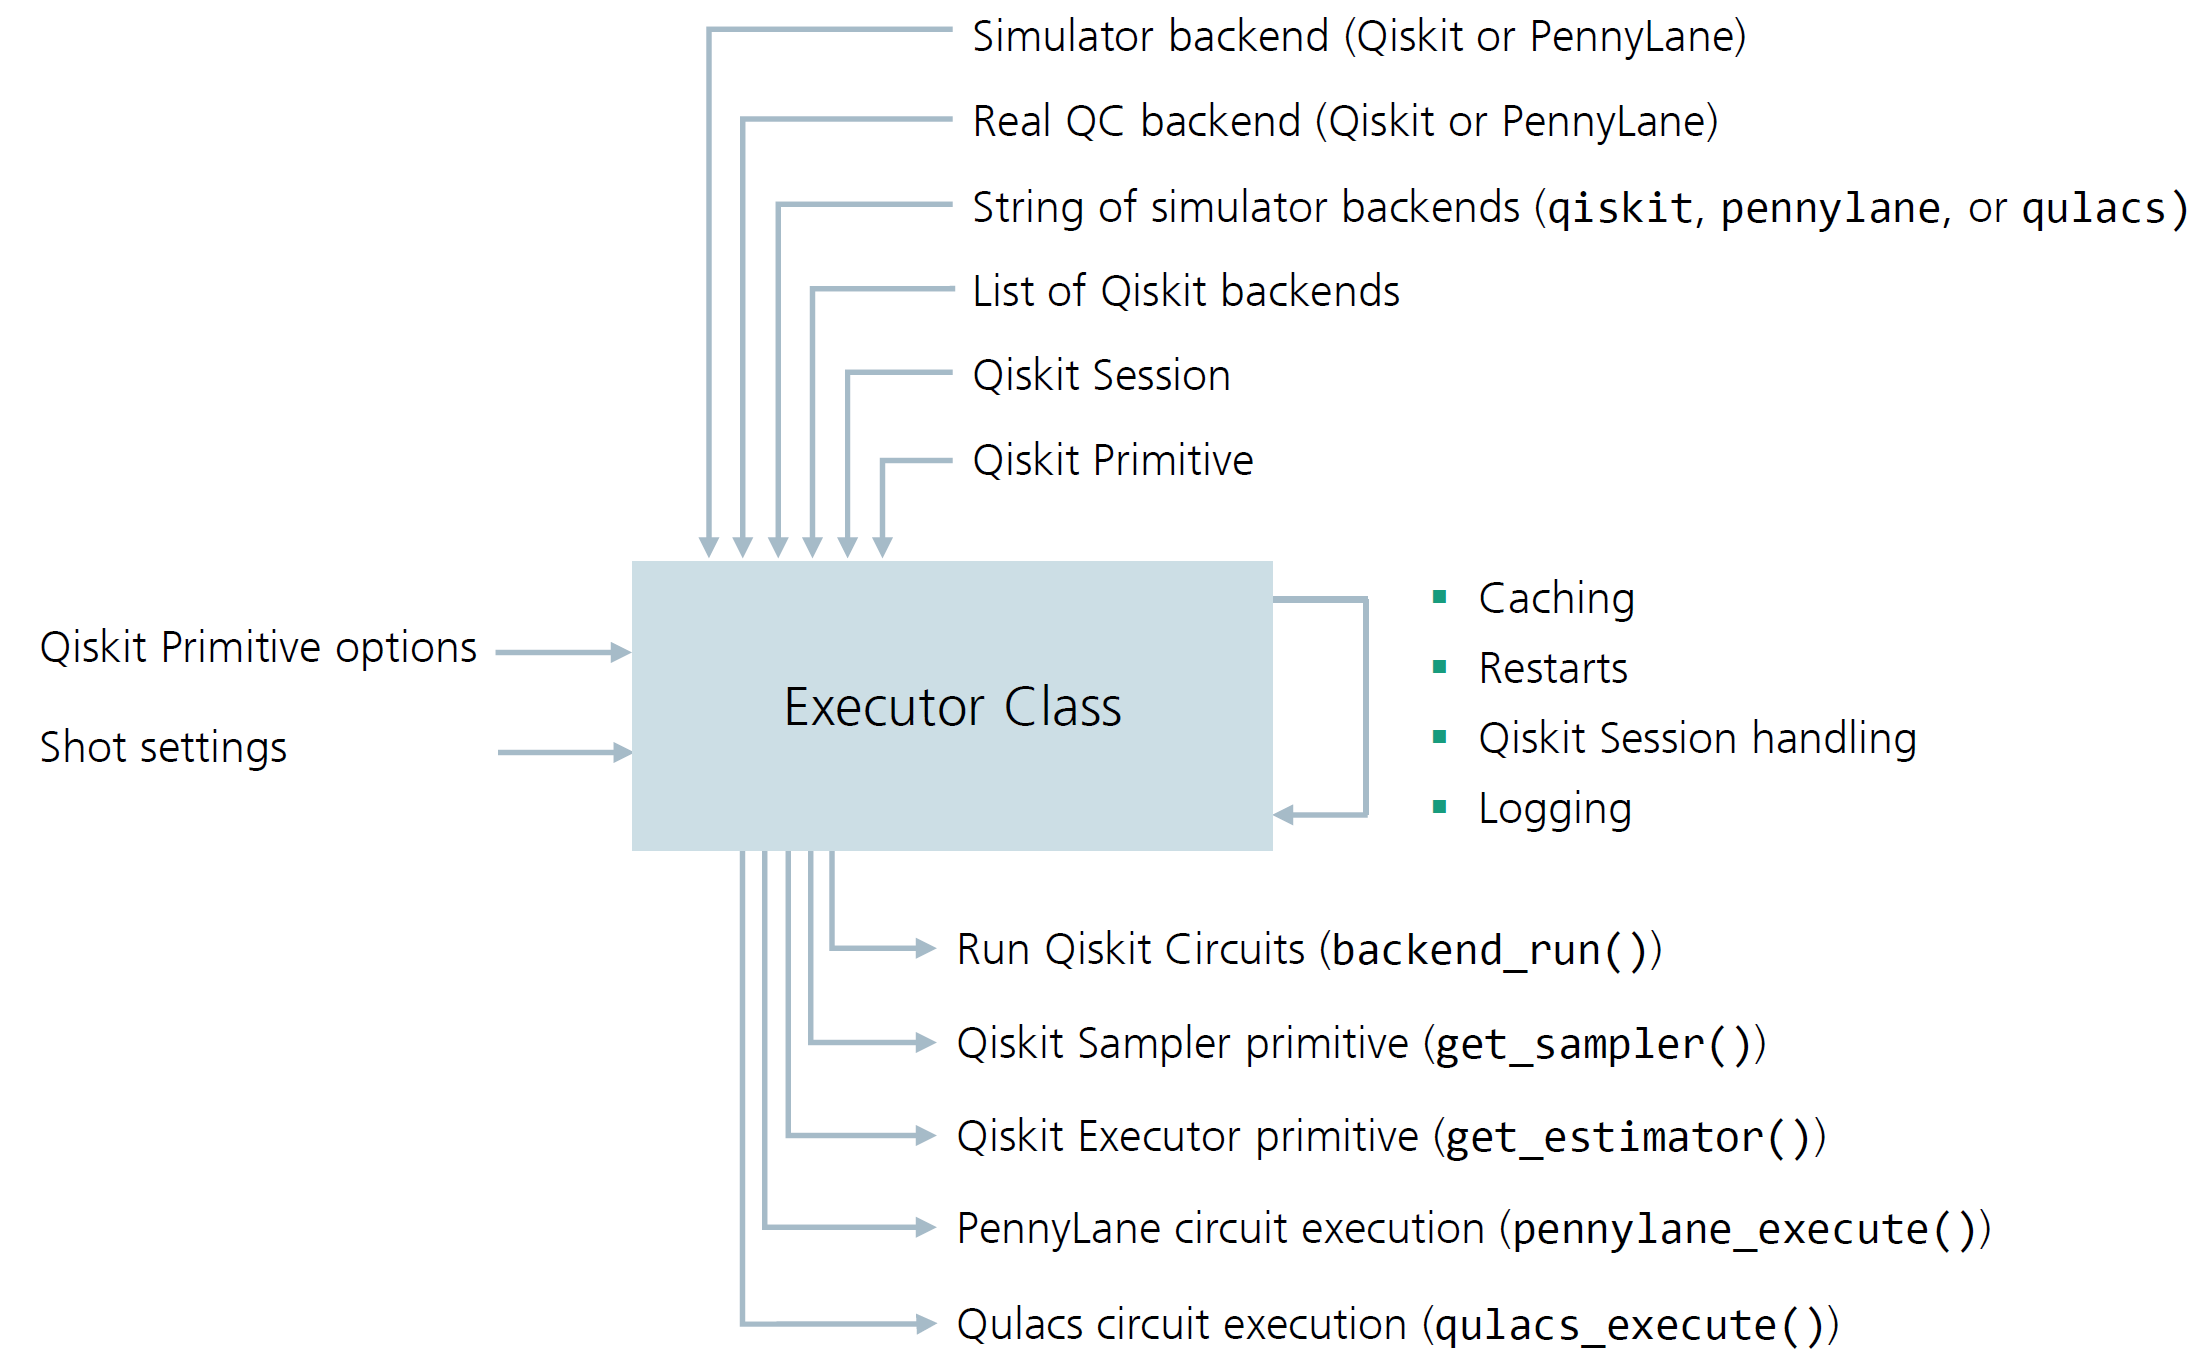 Simulator backend (Qiskit or PennyLane)
Real QC backend (Qiskit or PennyLane)
String of simulator backends (qiskit, pennylane, or qulacs)
List of Qiskit backends
Qiskit Session
Qiskit Primitive
Qiskit Primitive options
Shot settings
Executor Class
Caching
Restarts
Qiskit Session handling
Logging
Run Qiskit Circuits (backend_run())
Qiskit Sampler primitive (get_sampler())
Qiskit Executor primitive (get_estimator())
PennyLane circuit execution (pennylane_execute())
Qulacs circuit execution (qulacs_execute())